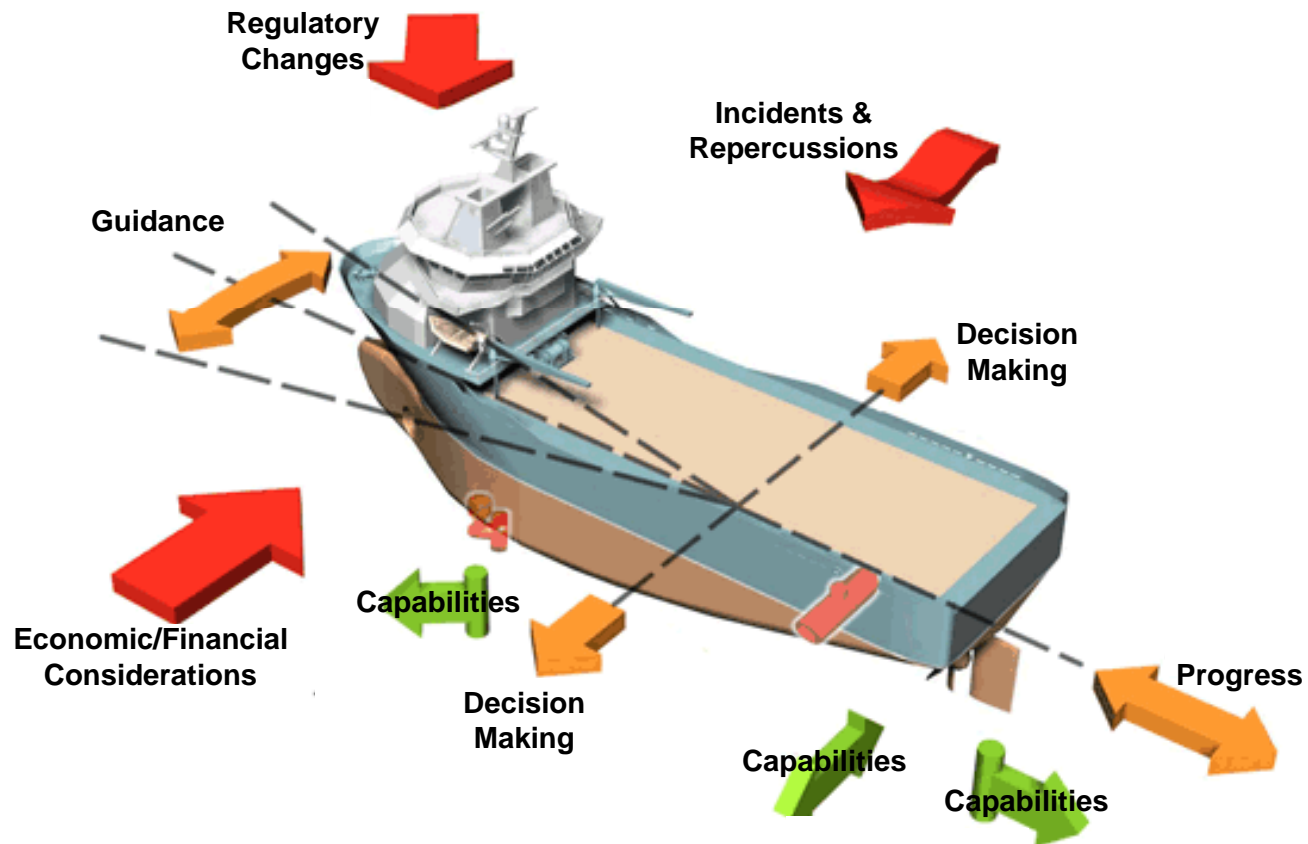 Regulatory
Changes
Incidents &
Repercussions
Guidance
Decision
Making
Capabilities
Economic/Financial
Considerations
Decision
Making
Progress
Capabilities
Capabilities